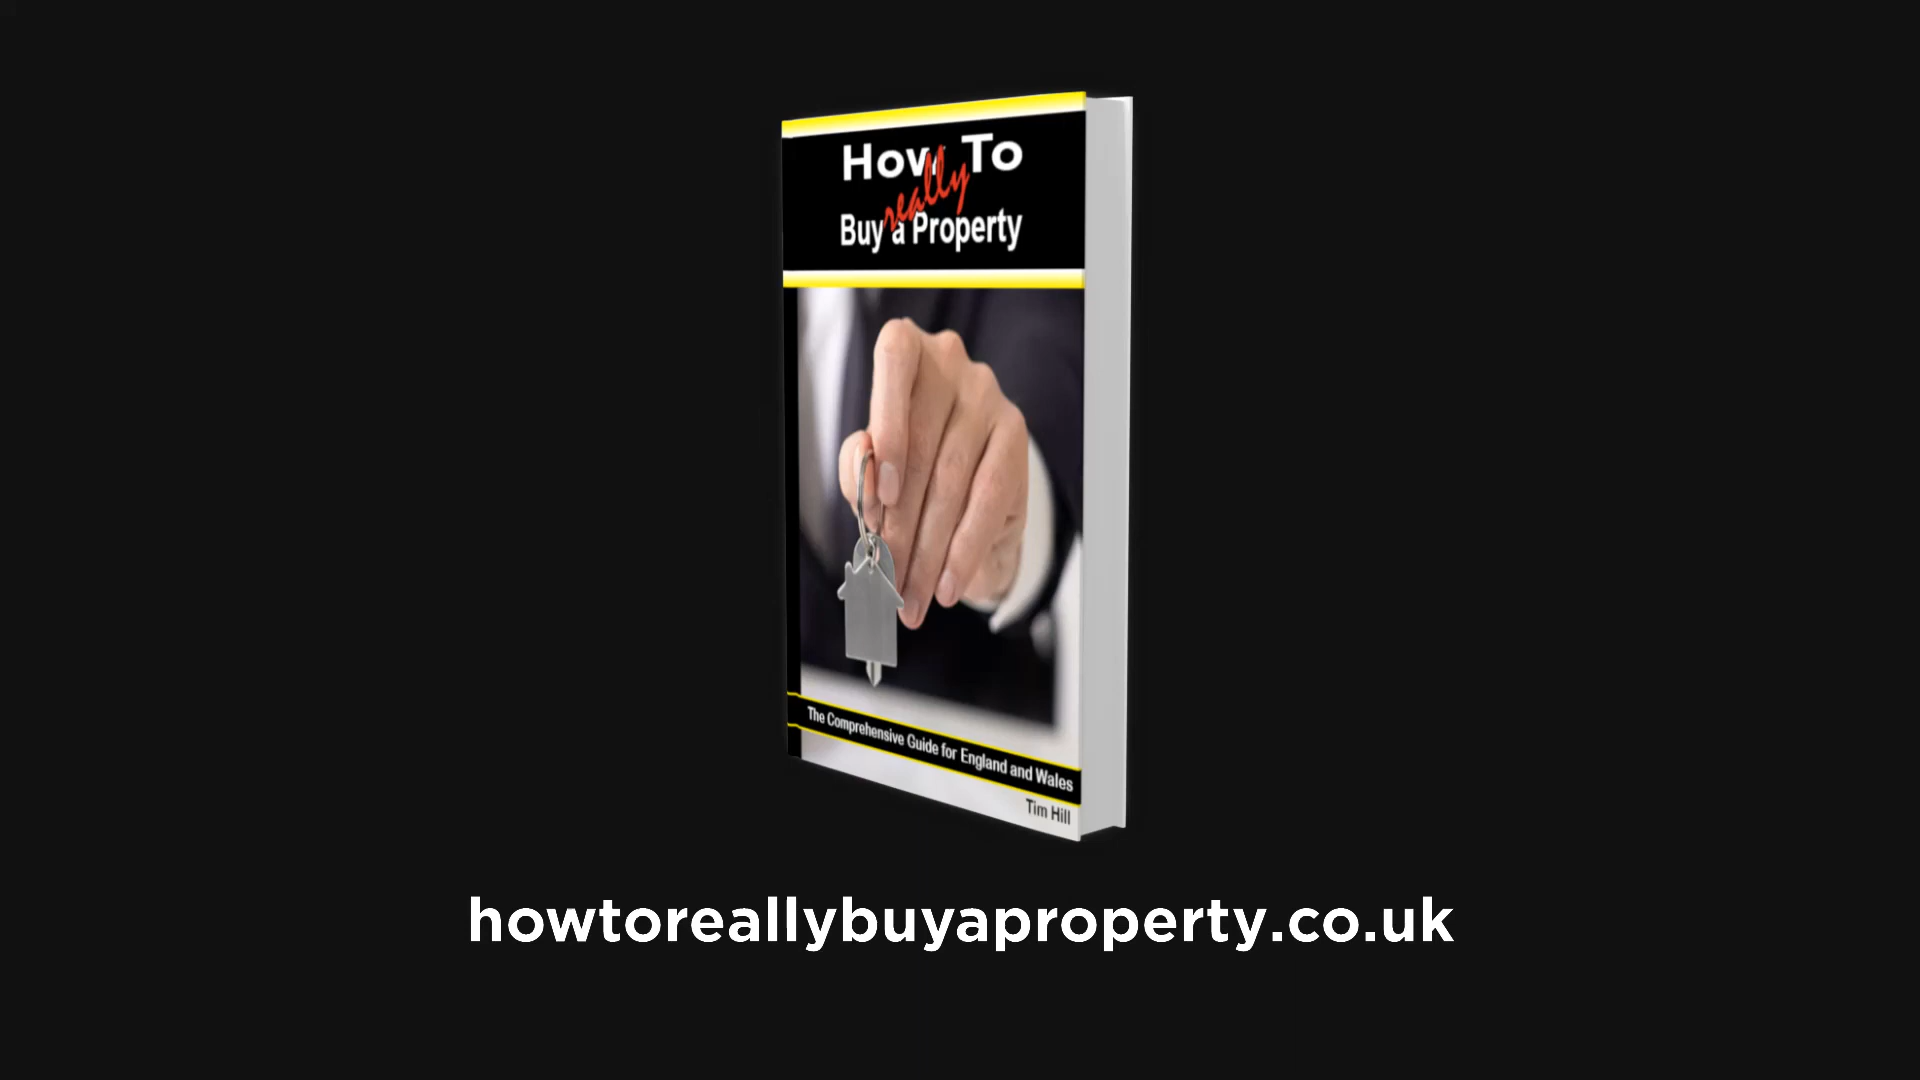 How To
really
Buy a Property
The Comprehensive Guide for England and Wales
Tim Hill
howtoreallybuyaproperty.co.uk